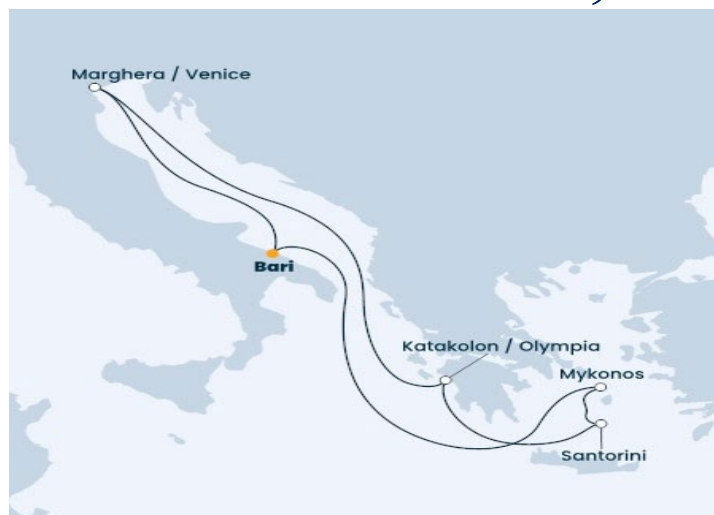 Marghera / Venice
Bari
Katakolon / Olympia
Mykonos
Santorini